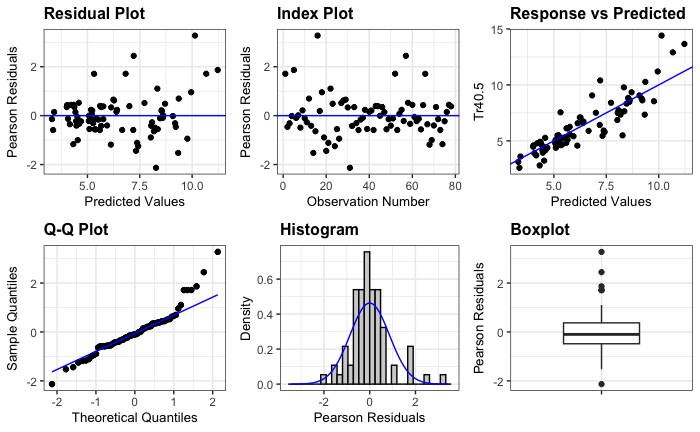 Residual Plot
Pearson Residuals
2
0
-2
5.0 7.5 10.0
Predicted Values
Index Plot
Pearson Residuals
2
0
-2
0 20 40 60 80
Observation Number
Response vs Predicted
Tr40.5
15
10
5
5.0 7.5 10.0
Predicted Values
Q-Q Plot
Sample Quantiles
2
0
-2
-2 -1 0 1 2
Theoretical Quantiles
Histogram
Density
0.6
0.4
0.2
0.0
-2 0 2
Pearson Residuals
Boxplot
Pearson Residuals
2
0
-2